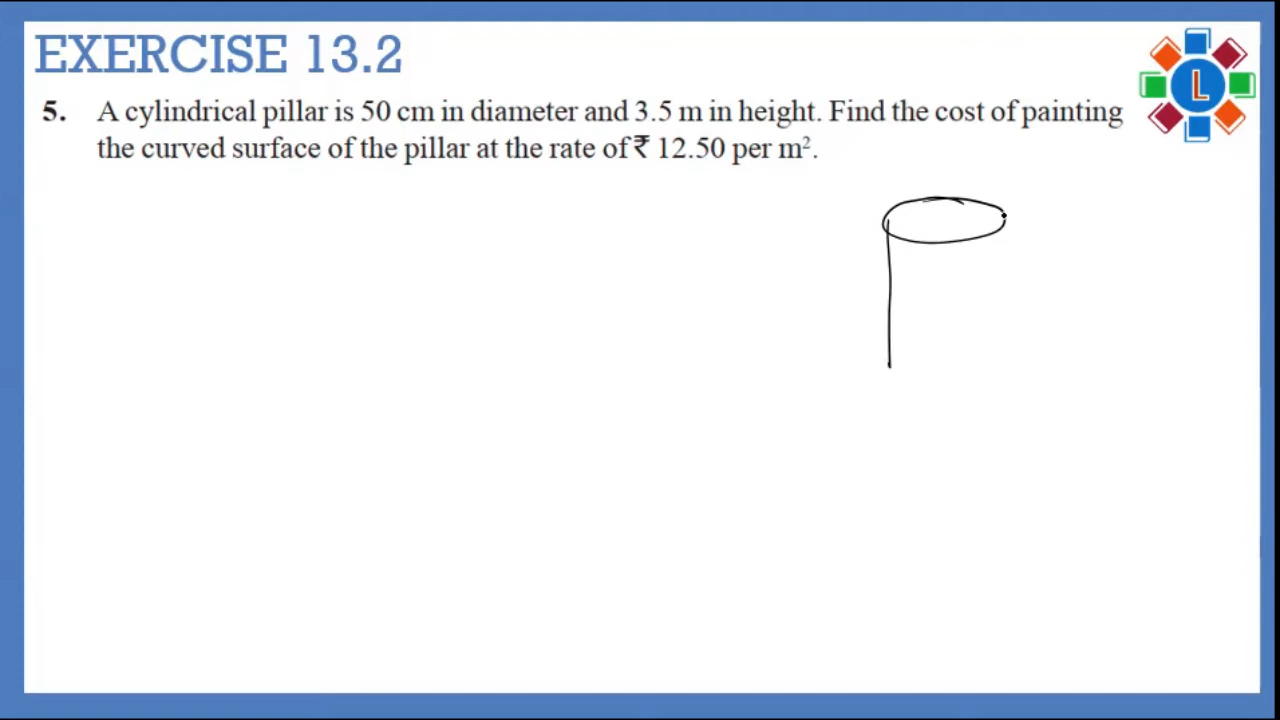 EXERCISE 13.2
L
5. A cylindrical pillar is 50 cm in diameter and 3.5 m in height. Find the cost of painting
the curved surface of the pillar at the rate of ₹ 12.50 per m².